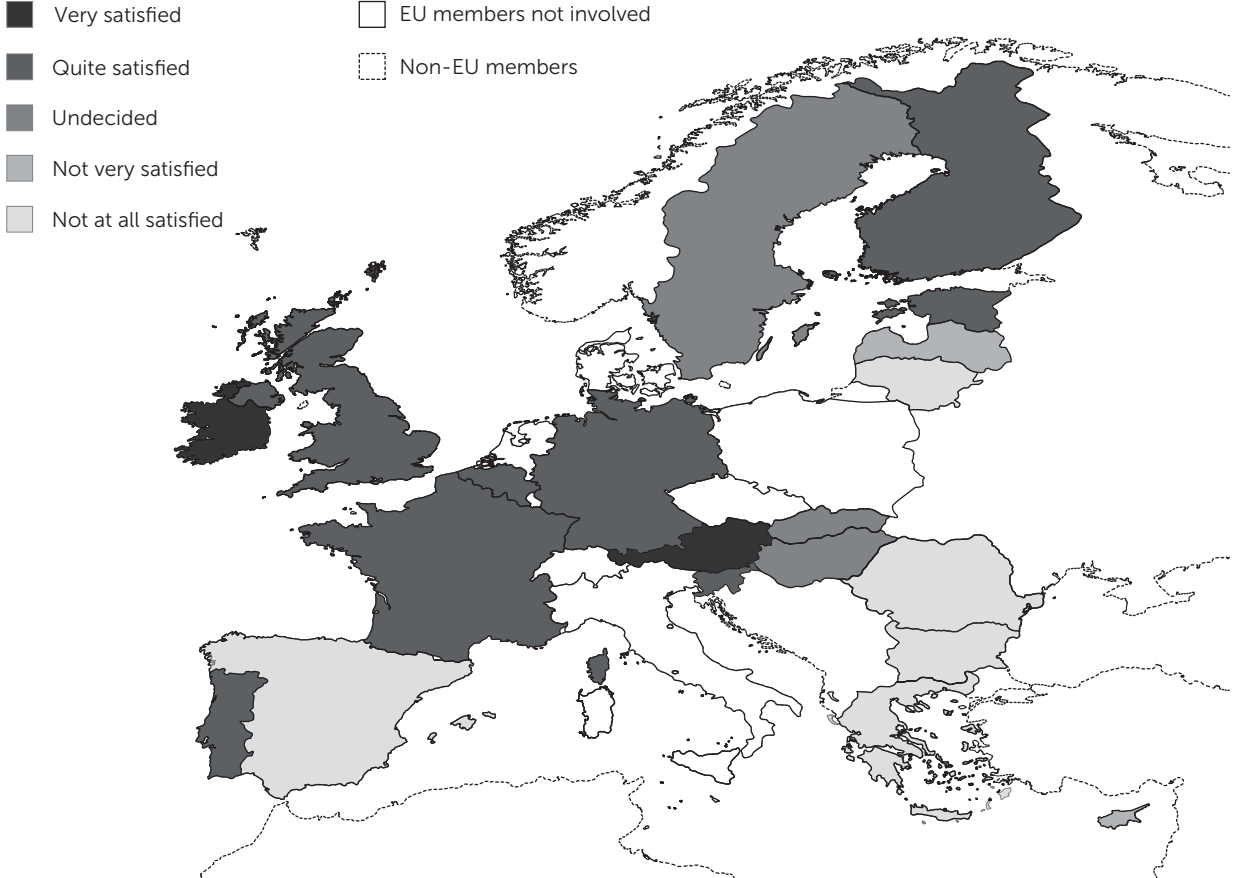 Very satisfied
Quite satisfied
Undecided
Not very satisfied
Not at all satisfied
EU members not involved
Non-EU members